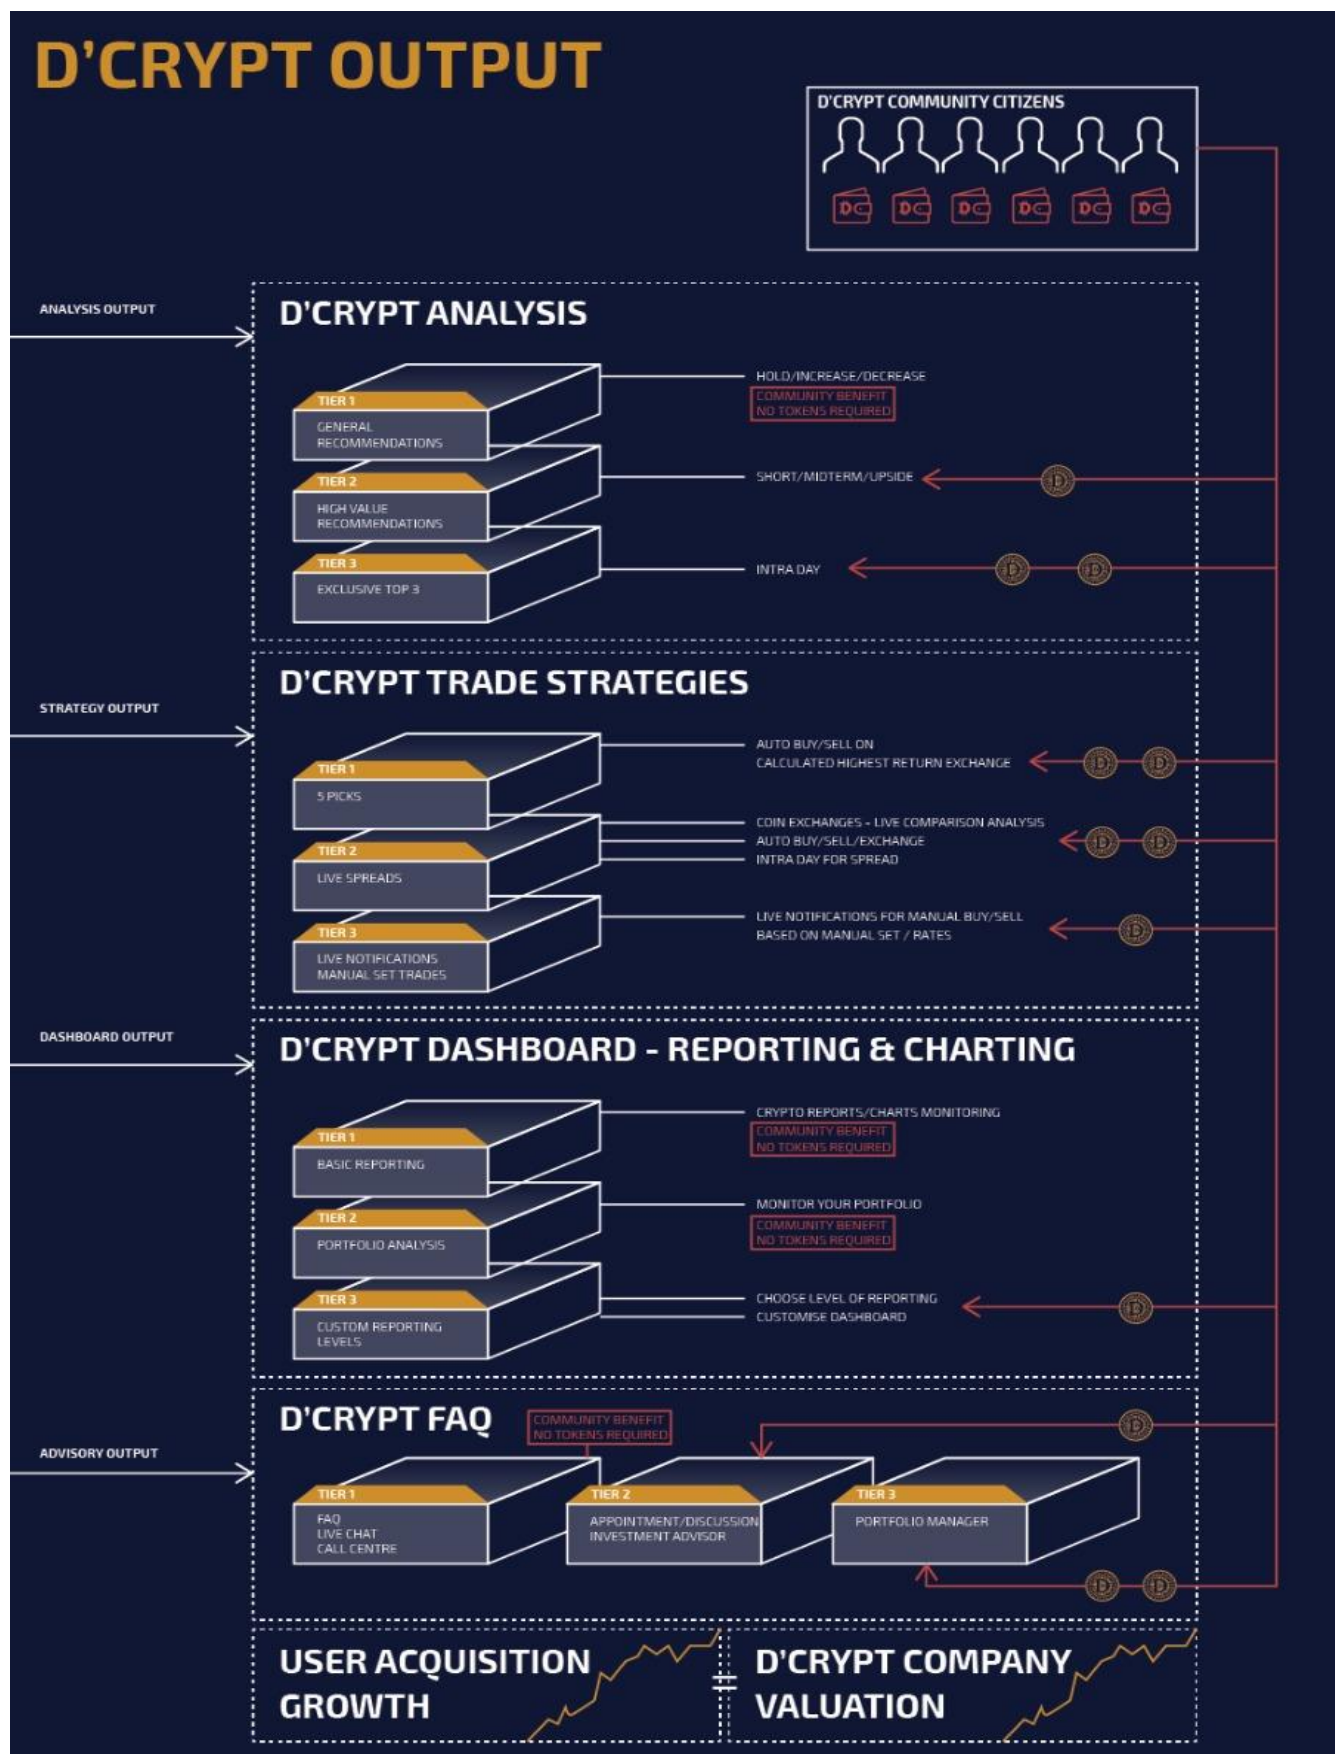 D'CRYPT OUTPUT
D'CRYPT COMMUNITY CITIZENS
ANALYSIS OUTPUT
D'CRYPT ANALYSIS
TIER 1
GENERAL
RECOMMENDATIONS
HOLD/INCREASE/DECREASE
COMMUNITY BENEFIT
NO TOKENS REQUIRED
TIER 2
HIGH VALUE
RECOMMENDATIONS
SHORT/MIDTERM/UPSIDE
TIER 3
EXCLUSIVE TOP 3
INTRA DAY
STRATEGY OUTPUT
D'CRYPT TRADE STRATEGIES
TIER 1
5 PICKS
AUTO BUY/SELL ON
CALCULATED HIGHEST RETURN EXCHANGE
TIER 2
LIVE SPREADS
COIN EXCHANGES - LIVE COMPARISON ANALYSIS
AUTO BUY/SELL/EXCHANGE
INTRA DAY FOR SPREAD
TIER 3
LIVE NOTIFICATIONS
MANUAL SET TRADES
LIVE NOTIFICATIONS FOR MANUAL BUY/SELL
BASED ON MANUAL SET / RATES
DASHBOARD OUTPUT
D'CRYPT DASHBOARD - REPORTING & CHARTING
TIER 1
BASIC REPORTING
CRYPTO REPORTS/CHARTS MONITORING
COMMUNITY BENEFIT
NO TOKENS REQUIRED
TIER 2
PORTFOLIO ANALYSIS
MONITOR YOUR PORTFOLIO
COMMUNITY BENEFIT
NO TOKENS REQUIRED
TIER 3
CUSTOM REPORTING
LEVELS
CHOOSE LEVEL OF REPORTING
CUSTOMISE DASHBOARD
ADVISORY OUTPUT
D'CRYPT FAQ
COMMUNITY BENEFIT
NO TOKENS REQUIRED
TIER 1
FAQ
LIVE CHAT
CALL CENTRE
TIER 2
APPOINTMENT/DISCUSSION
INVESTMENT ADVISOR
TIER 3
PORTFOLIO MANAGER
USER ACQUISITION
GROWTH
D'CRYPT COMPANY
VALUATION